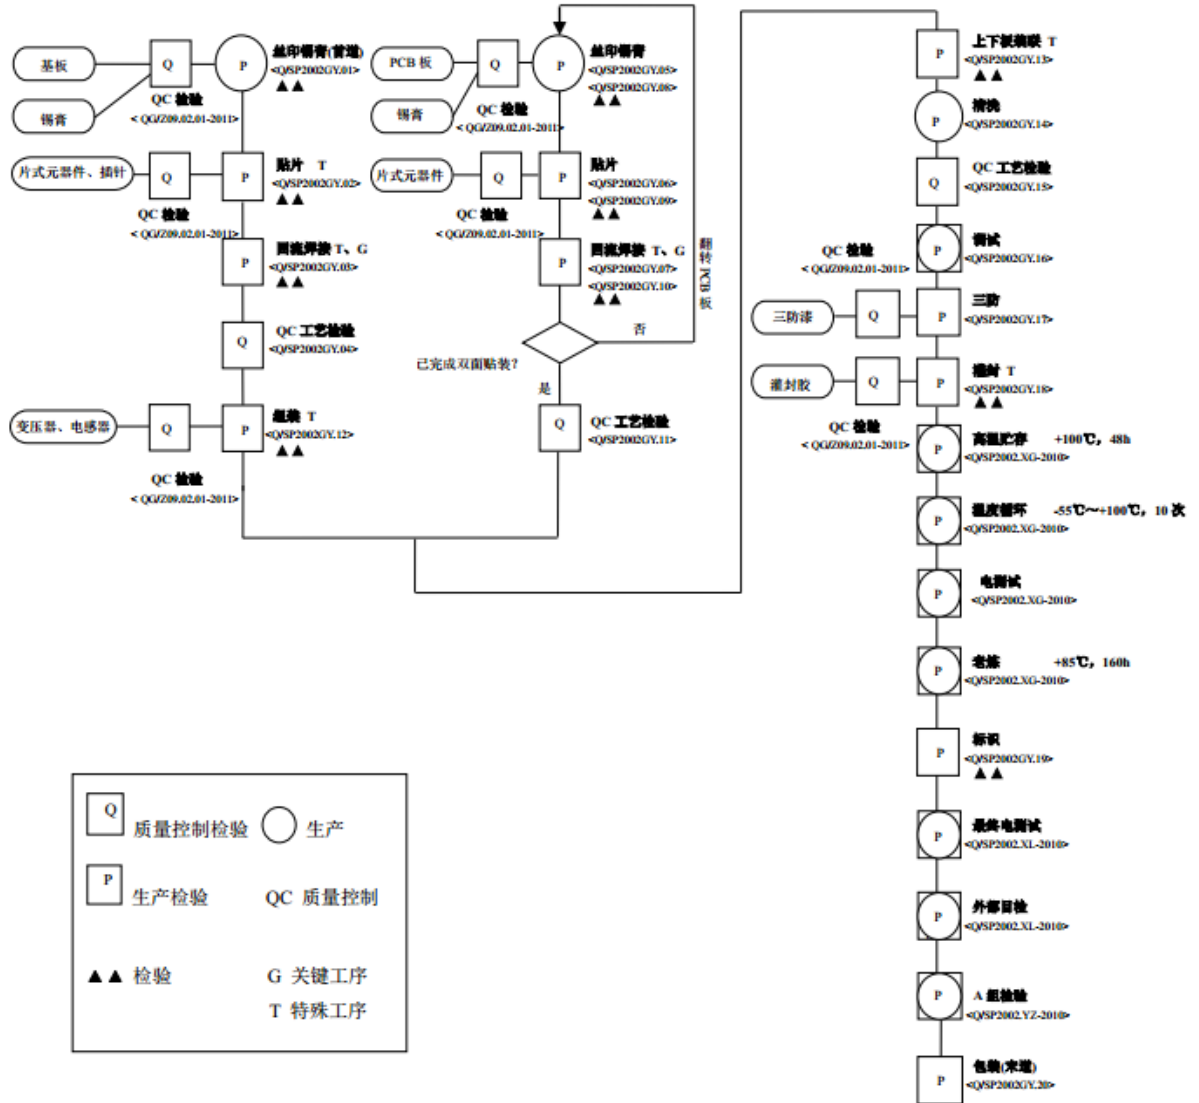 基板
Q
P
丝印锡膏(首道)
<Q/SP2002GY.01>
▲▲
锡膏
QC 检验
< QG/Z09.02.01-2011>
片式元器件、插针
Q
P
贴片 T
<Q/SP2002GY.02>
▲▲
QC 检验
< QG/Z09.02.01-2011>
P
回流焊接 T、G
<Q/SP2002GY.03>
▲▲
Q
QC 工艺检验
<Q/SP2002GY.04>
变压器、电感器
Q
P
组装 T
<Q/SP2002GY.12>
▲▲
QC 检验
< QG/Z09.02.01-2011>
PCB 板
Q
P
丝印锡膏
<Q/SP2002GY.05>
<Q/SP2002GY.08>
▲▲
锡膏
QC 检验
< QG/Z09.02.01-2011>
片式元器件
Q
P
贴片
<Q/SP2002GY.06>
<Q/SP2002GY.09>
▲▲
QC 检验
< QG/Z09.02.01-2011>
P
回流焊接 T、G
<Q/SP2002GY.07>
<Q/SP2002GY.10>
▲▲
翻转 PCB 板
否
已完成双面贴装？
是
Q
QC 工艺检验
<Q/SP2002GY.11>
P
上下板装联 T
<Q/SP2002GY.13>
▲▲
P
清洗
<Q/SP2002GY.14>
Q
QC 工艺检验
<Q/SP2002GY.15>
P
调试
<Q/SP2002GY.16>
QC 检验
< QG/Z09.02.01-2011>
三防漆
Q
P
三防
<Q/SP2002GY.17>
灌封胶
Q
P
灌封 T
<Q/SP2002GY.18>
▲▲
QC 检验
< QG/Z09.02.01-2011>
P
高温贮存 +100℃，48h
<Q/SP2002.XG-2010>
P
温度循环 -55℃～+100℃，10 次
<Q/SP2002.XG-2010>
P
电测试
<Q/SP2002.XG-2010>
P
老炼 +85℃，160h
<Q/SP2002.XG-2010>
P
标识
<Q/SP2002GY.19>
▲▲
P
最终电测试
<Q/SP2002.XL-2010>
P
外部目检
<Q/SP2002.XL-2010>
P
A 组检验
<Q/SP2002.YZ-2010>
P
包装(末道)
<Q/SP2002GY.20>
Q 质量控制检验 生产
P 生产检验 QC 质量控制
▲▲ 检验 G 关键工序
T 特殊工序